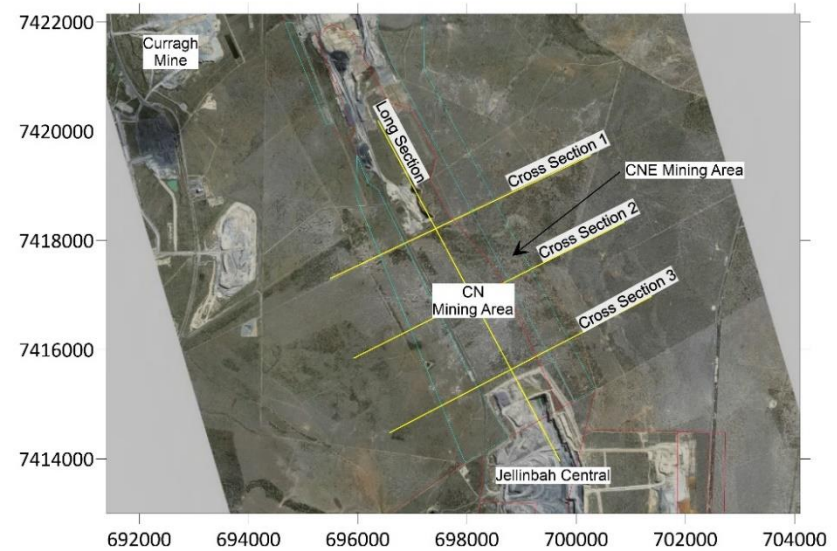 7422000
Curragh
Mine
7420000
Long Section
Cross Section 1
CNE Mining Area
Cross Section 2
7418000
CN
Mining Area
Cross Section 3
7416000
7414000
Jellinbah Central
692000 694000 696000 698000 700000 702000 704000